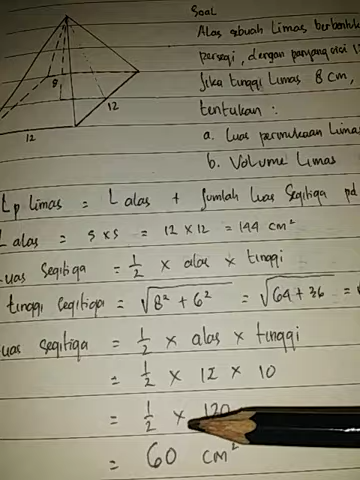 Soal
Alas sebuah Limas berbentuk
persegi, dengan panjang sisi 12
Jika tinggi Limas 8 cm,
tentukan :
a. Luas permukaan Limas
b. Volume Limas
8
12
12
Lp Limas = L alas + Jumlah Luas Segitiga pd
L alas = s x s = 12 x 12 = 144 cm²
uas Segitiga = 1/2 x alas x tinggi
tinggi segitiga = √8² + 6² = √64 + 36 =
uas segitiga = 1/2 x alas x tinggi
= 1/2 x 12 x 10
= 1/2 x 120
= 60 cm²